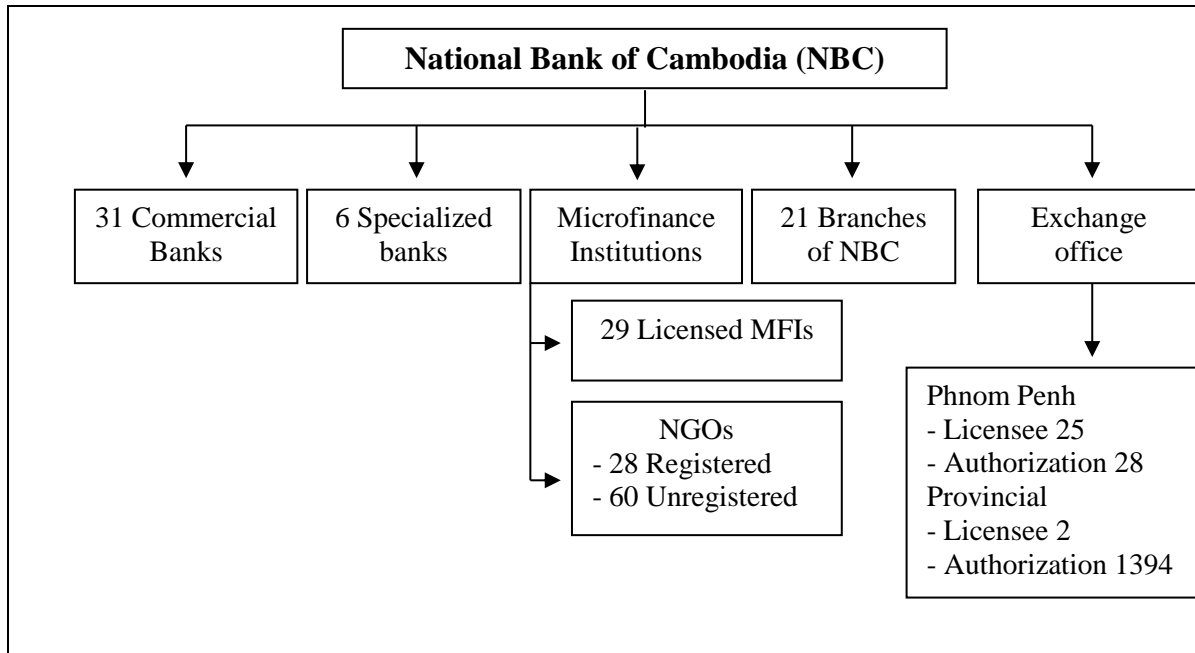 National Bank of Cambodia (NBC)
31 Commercial
Banks
6 Specialized
banks
Microfinance
Institutions
21 Branches
of NBC
Exchange
office
29 Licensed MFIs
NGOs
- 28 Registered
- 60 Unregistered
Phnom Penh
- Licensee 25
- Authorization 28
Provincial
- Licensee 2
- Authorization 1394